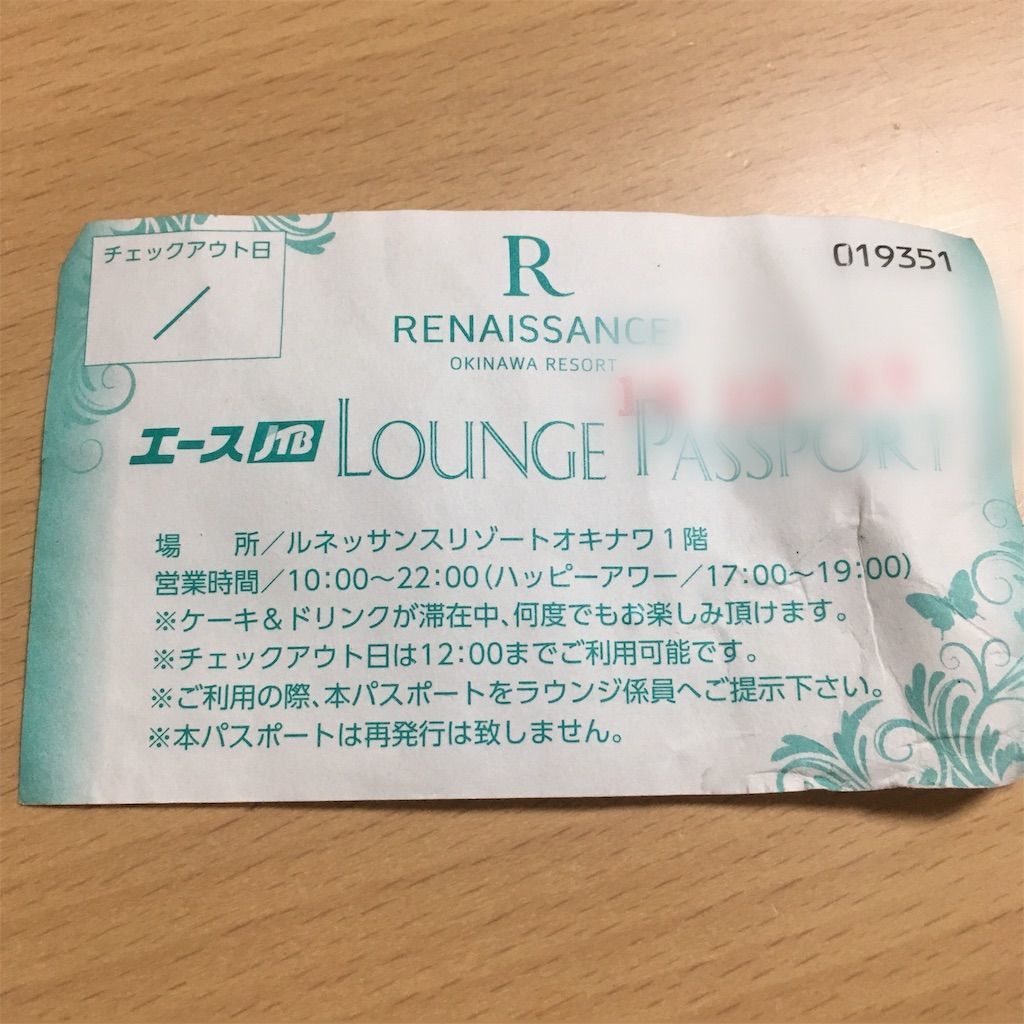 チェックアウト日
／
R
019351
RENAISSANCE
OKINAWA RESORT
エース JTB LOUNGE PASSPORT
場　所／ルネッサンスリゾートオキナワ1階
営業時間／10:00〜22:00(ハッピーアワー／17:00〜19:00)
※ケーキ&ドリンクが滞在中、何度でもお楽しみ頂けます。
※チェックアウト日は12:00までご利用可能です。
※ご利用の際、本パスポートをラウンジ係員へご提示下さい。
※本パスポートは再発行は致しません。